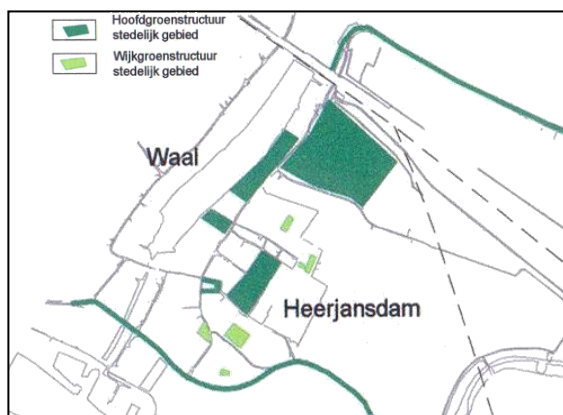 Hoofdgroenstructuur
stedelijk gebied
Wijkgroenstructuur
stedelijk gebied
Waal
Heerjansdam